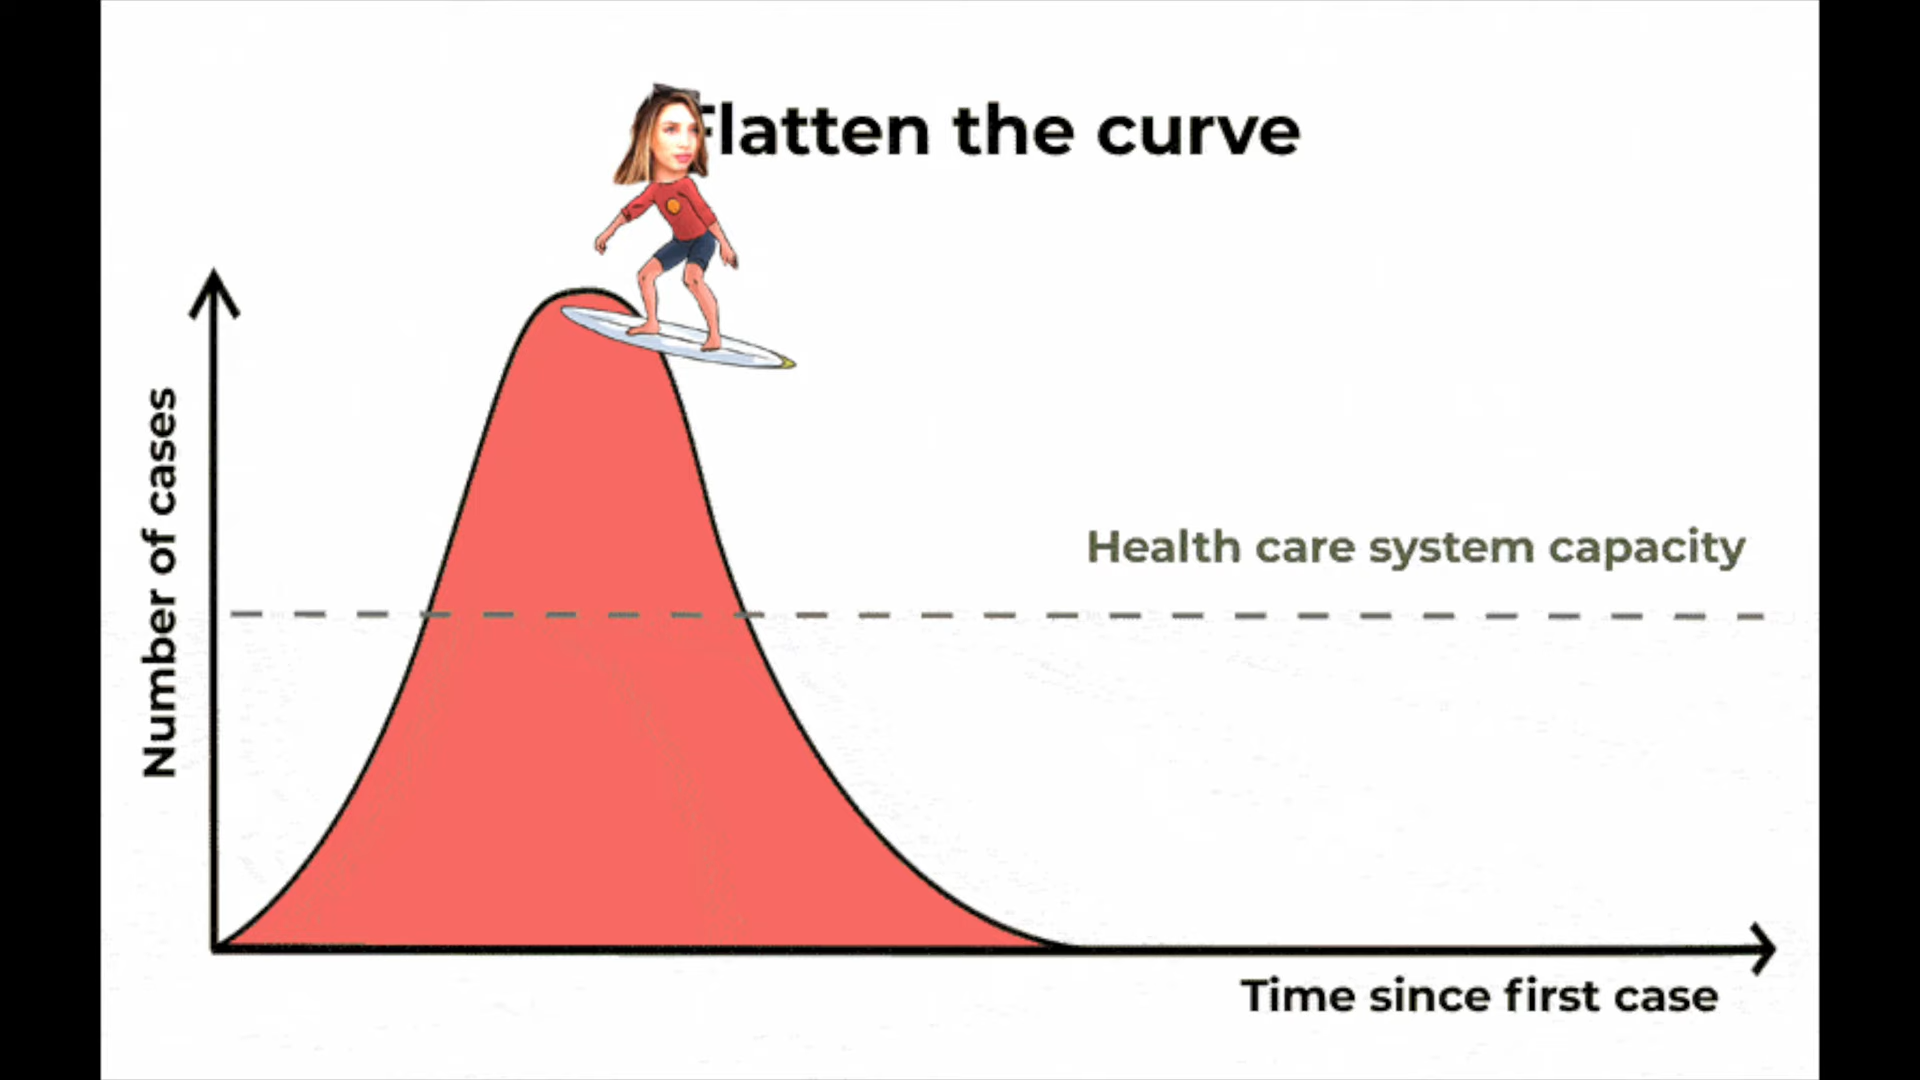 Flatten the curve
Number of cases
Health care system capacity
Time since first case